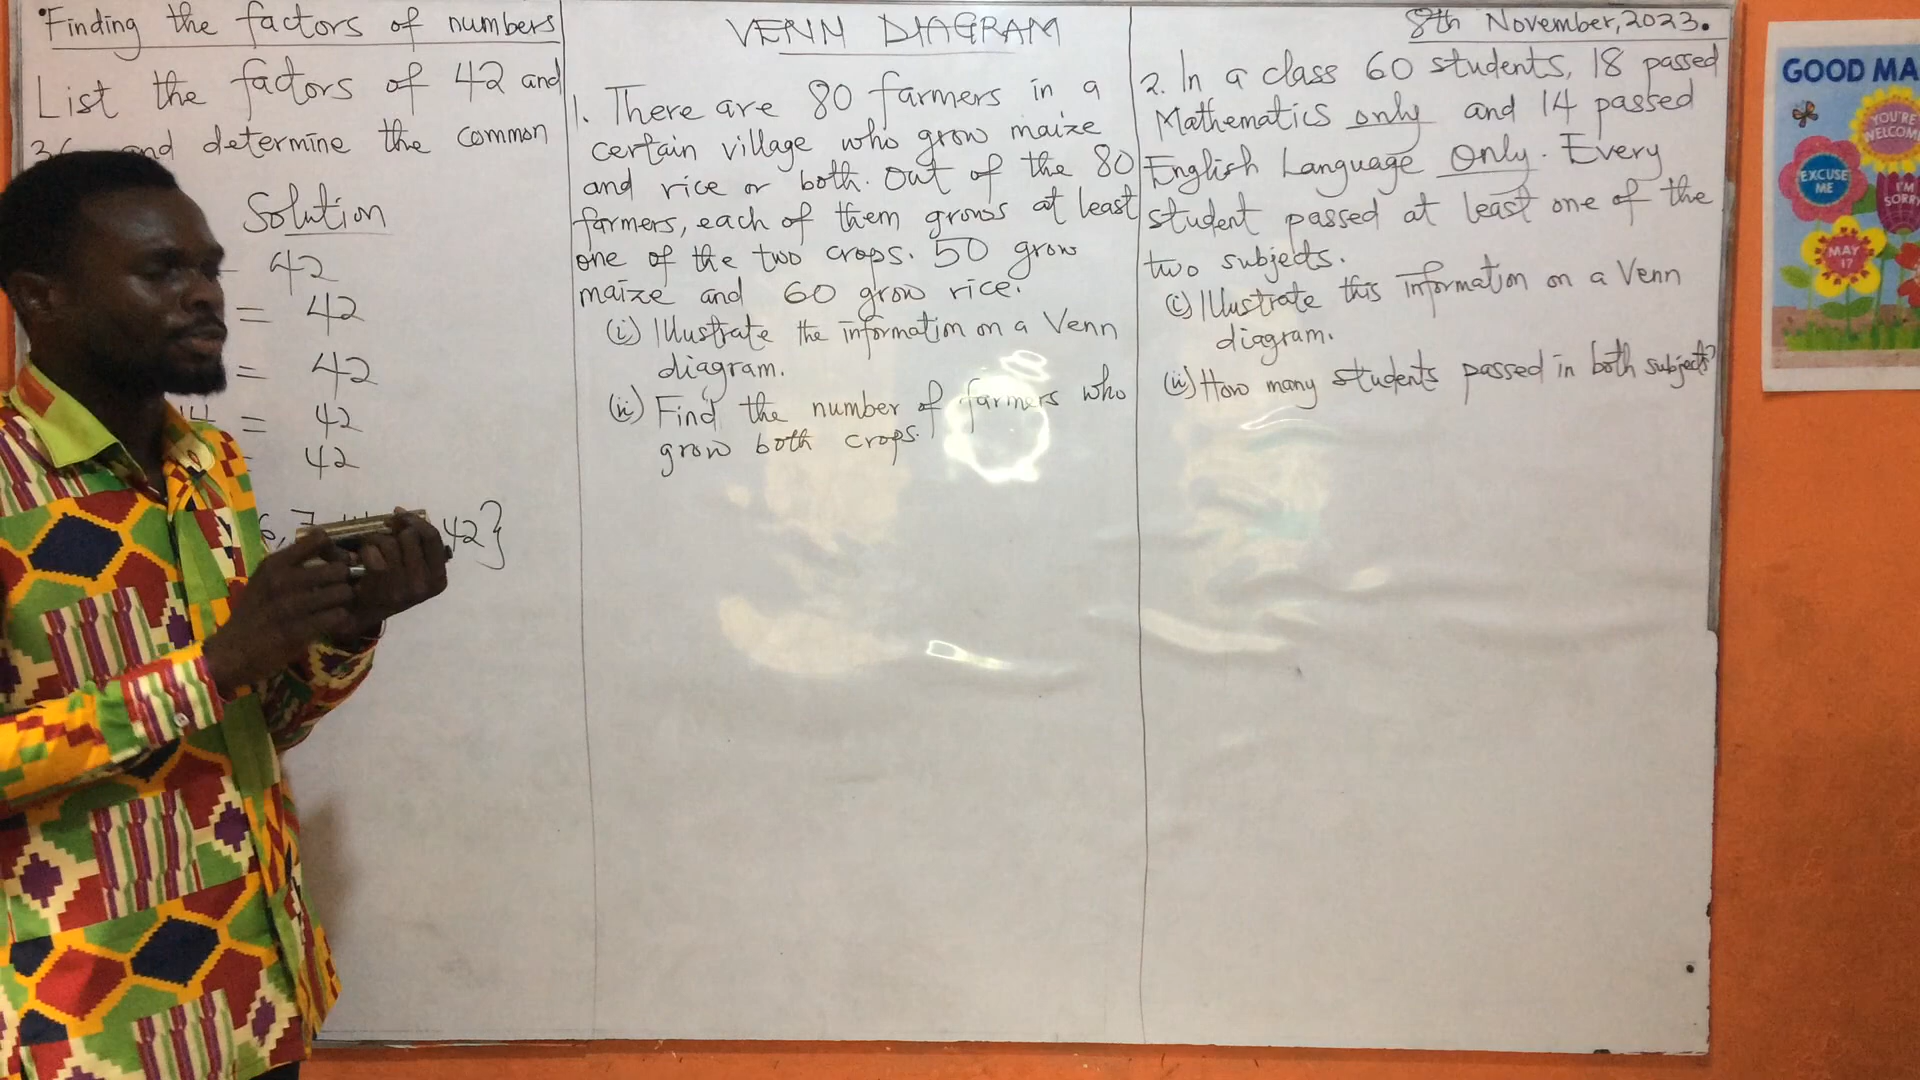 Finding the factors of numbers
List the factors of 42 and
and determine the common
Solution
42
= 42
= 42
= 42
42
6, 7, 42}
VENN DIAGRAM
1. There are 80 farmers in a
certain village who grow maize
and rice or both. Out of the 80
farmers, each of them grows at least
one of the two crops. 50 grow
maize and 60 grow rice.
(i) Illustrate the information on a Venn
diagram.
(ii) Find the number of farmers who
grow both crops.
8th November, 2023.
2. In a class 60 students, 18 passed
Mathematics only and 14 passed
English Language only. Every
student passed at least one of the
two subjects.
(i) Illustrate this information on a Venn
diagram.
(ii) How many students passed in both subjects?
GOOD MA
YOU'RE
WELCOM
EXCUSE
ME
I'M
SORRY
MAY
I?